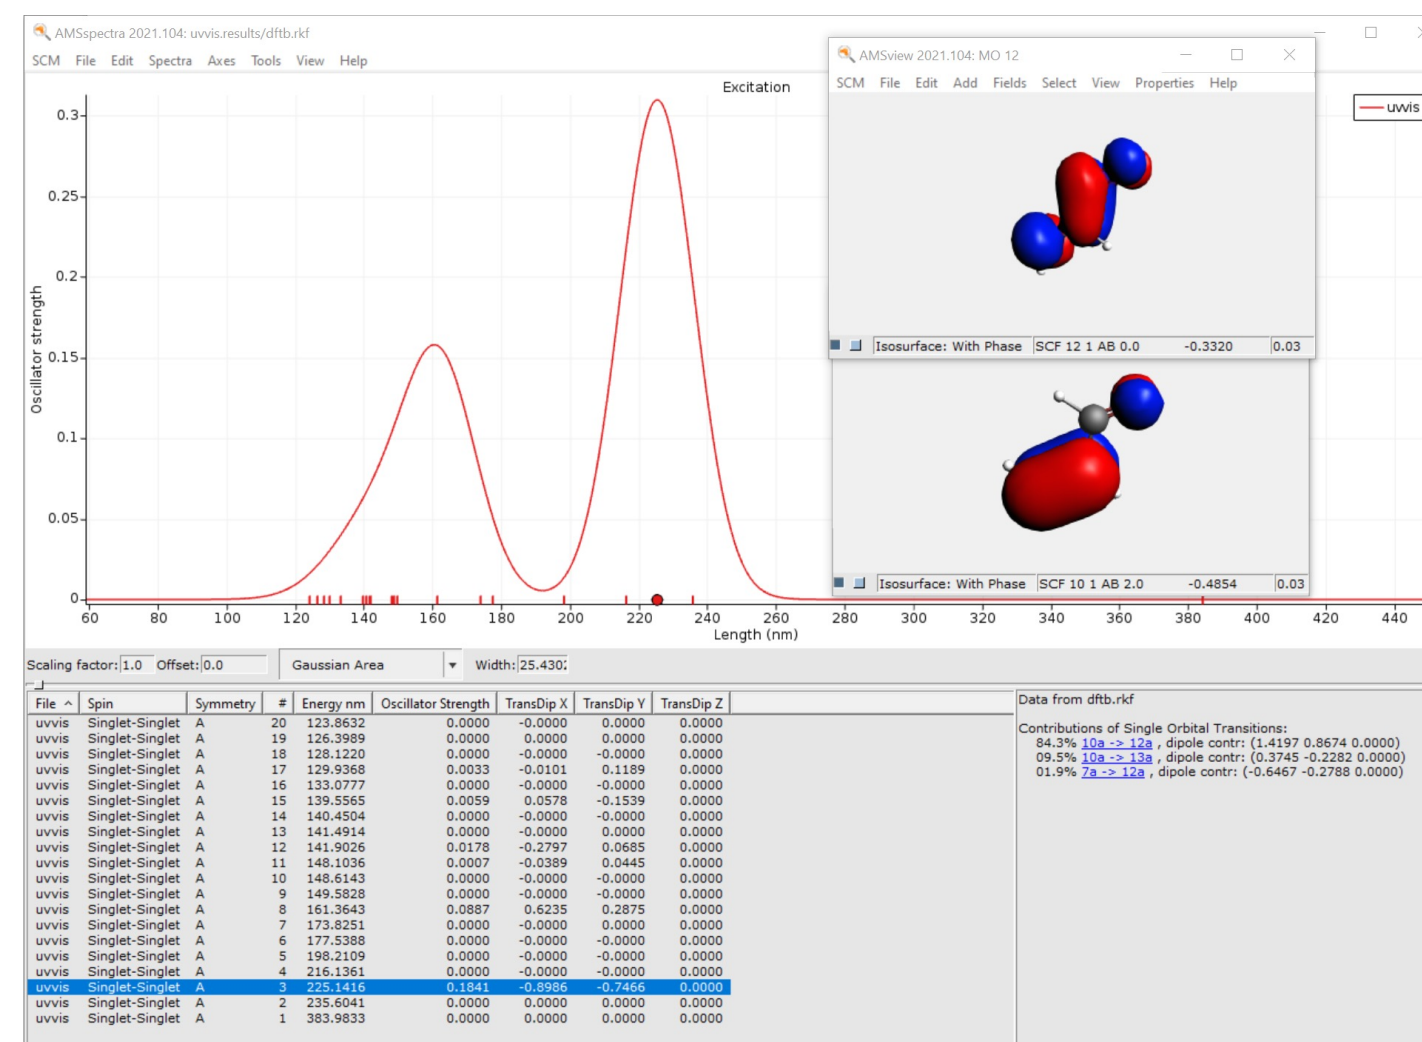 AMSspectra 2021.104: uvvis.results/dftb.rkf
SCM File Edit Spectra Axes Tools View Help
Excitation
uvvis
0.3
0.25
0.2
0.15
0.1
0.05
0
Oscillator strength
60 80 100 120 140 160 180 200 220 240 260 280 300 320 340 360 380 400 420 440
Length (nm)
AMSview 2021.104: MO 12
SCM File Edit Add Fields Select View Properties Help
Isosurface: With Phase SCF 12 1 AB 0.0 -0.3320 0.03
Isosurface: With Phase SCF 10 1 AB 2.0 -0.4854 0.03
Scaling factor: 1.0 Offset: 0.0 Gaussian Area Width: 25.4302
File Spin Symmetry # Energy nm Oscillator Strength TransDip X TransDip Y TransDip Z
uvvis Singlet-Singlet A 20 123.8632 0.0000 -0.0000 0.0000 0.0000
uvvis Singlet-Singlet A 19 126.3989 0.0000 0.0000 0.0000 0.0000
uvvis Singlet-Singlet A 18 128.1220 0.0000 -0.0000 -0.0000 0.0000
uvvis Singlet-Singlet A 17 129.9368 0.0033 -0.0101 0.1189 0.0000
uvvis Singlet-Singlet A 16 133.0777 0.0000 -0.0000 -0.0000 0.0000
uvvis Singlet-Singlet A 15 139.5565 0.0059 0.0578 -0.1539 0.0000
uvvis Singlet-Singlet A 14 140.4504 0.0000 -0.0000 -0.0000 0.0000
uvvis Singlet-Singlet A 13 141.4914 0.0000 -0.0000 0.0000 0.0000
uvvis Singlet-Singlet A 12 141.9026 0.0178 -0.2797 0.0685 0.0000
uvvis Singlet-Singlet A 11 148.1036 0.0007 -0.0389 0.0445 0.0000
uvvis Singlet-Singlet A 10 148.6143 0.0000 -0.0000 -0.0000 0.0000
uvvis Singlet-Singlet A 9 149.5828 0.0000 -0.0000 0.0000 0.0000
uvvis Singlet-Singlet A 8 161.3643 0.0887 0.6235 0.2875 0.0000
uvvis Singlet-Singlet A 7 173.8251 0.0000 -0.0000 0.0000 0.0000
uvvis Singlet-Singlet A 6 177.5388 0.0000 -0.0000 -0.0000 0.0000
uvvis Singlet-Singlet A 5 198.2109 0.0000 -0.0000 0.0000 0.0000
uvvis Singlet-Singlet A 4 216.1361 0.0000 -0.0000 -0.0000 0.0000
uvvis Singlet-Singlet A 3 225.1416 0.1841 -0.8986 -0.7466 0.0000
uvvis Singlet-Singlet A 2 235.6041 0.0000 0.0000 0.0000 0.0000
uvvis Singlet-Singlet A 1 383.9833 0.0000 0.0000 0.0000 0.0000
Data from dftb.rkf
Contributions of Single Orbital Transitions:
84.3% 10a -> 12a , dipole contr: (1.4197 0.8674 0.0000)
09.5% 10a -> 13a , dipole contr: (0.3745 -0.2282 0.0000)
01.9% 7a -> 12a , dipole contr: (-0.6467 -0.2788 0.0000)